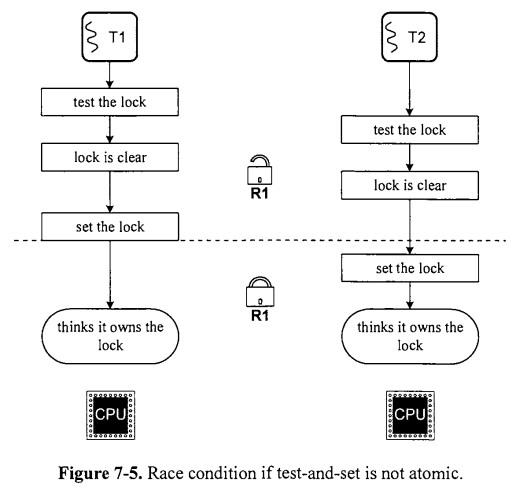 T1
T2
test the lock
test the lock
lock is clear
lock is clear
R1
set the lock
set the lock
R1
thinks it owns the
lock
thinks it owns the
lock
CPU
CPU
Figure 7-5. Race condition if test-and-set is not atomic.